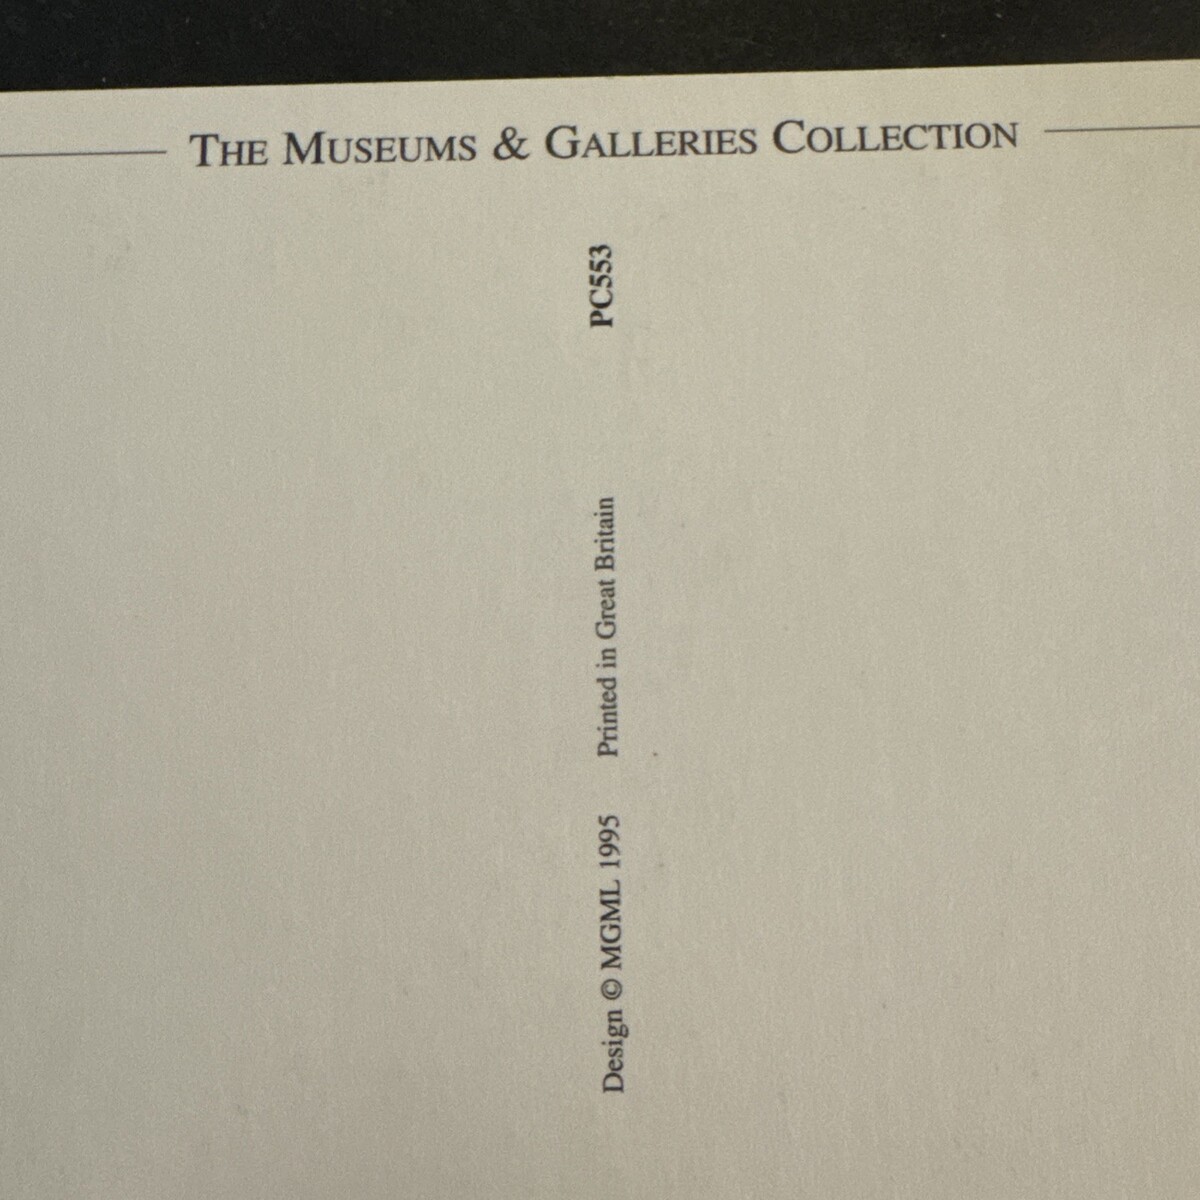 THE MUSEUMS & GALLERIES COLLECTION
PC553
Printed in Great Britain
Design © MGML 1995